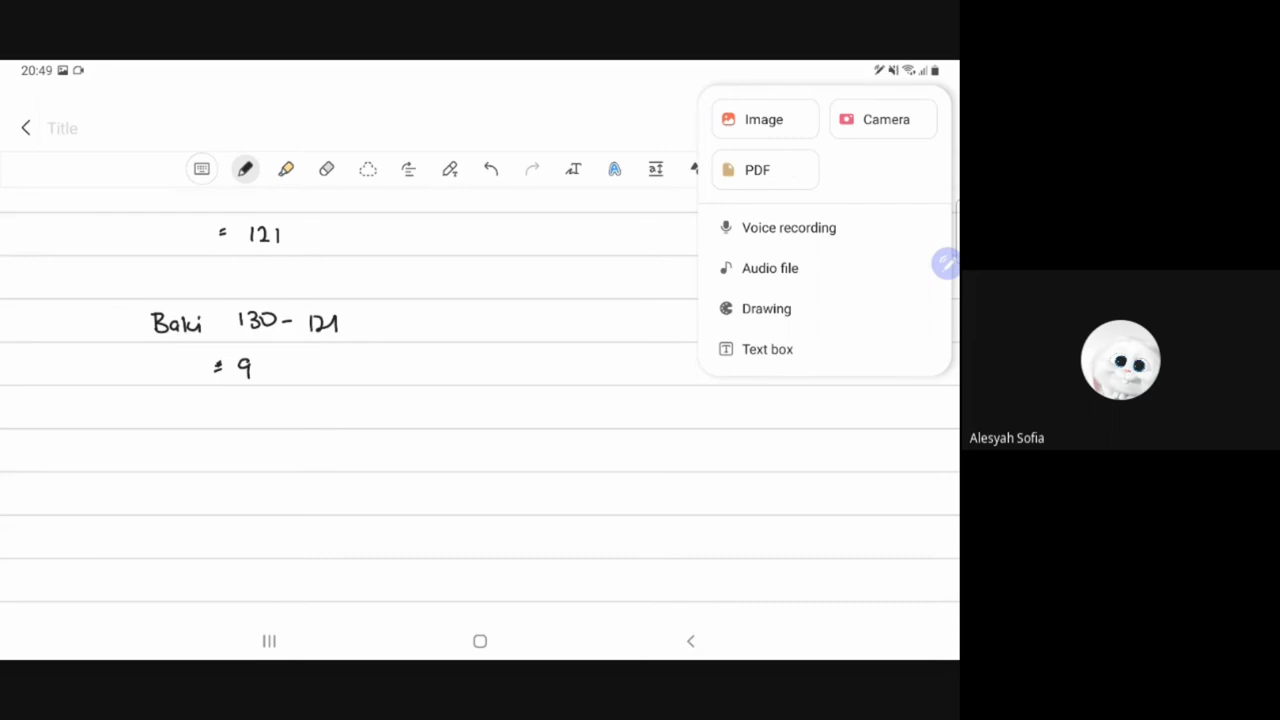 20:49
Title
Image
Camera
PDF
Voice recording
Audio file
Drawing
Text box
= 121
Baki 130 - 121
= 9
Alesyah Sofia